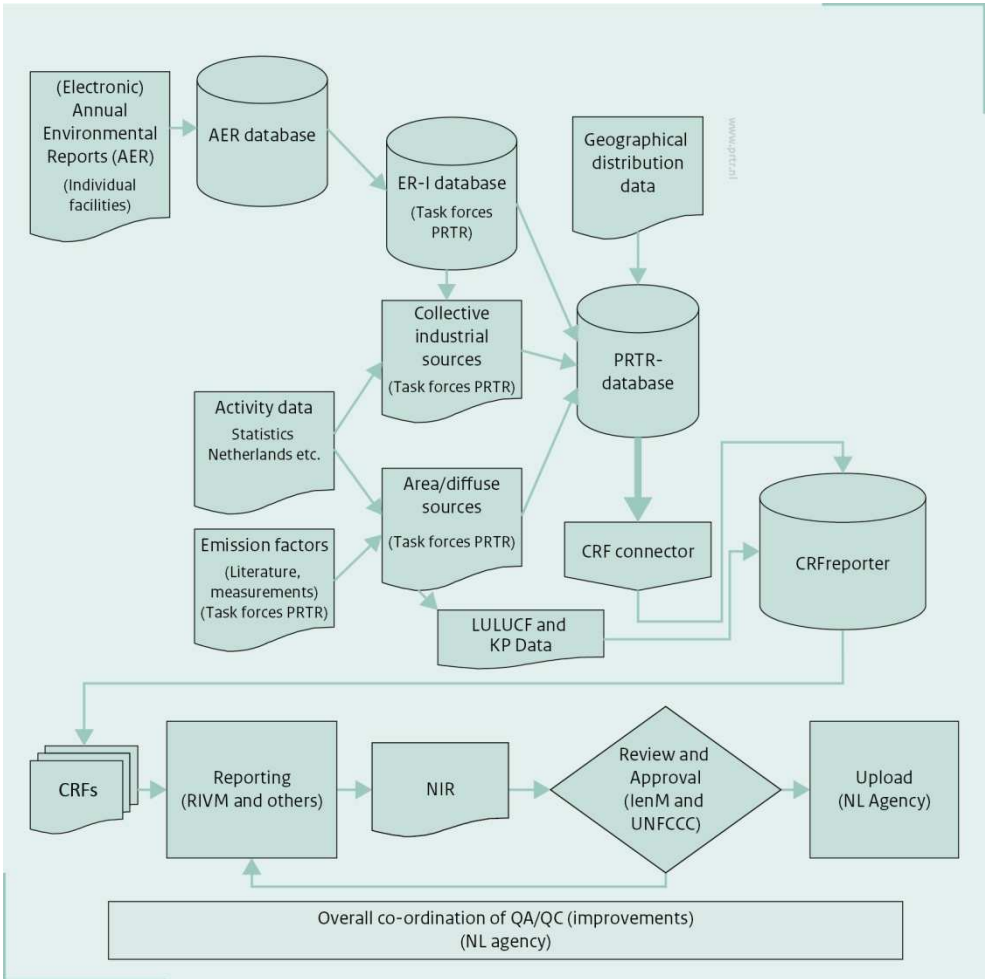 (Electronic)
Annual
Environmental
Reports (AER)
(Individual
facilities)
AER database
ER-I database
(Task forces
PRTR)
Geographical
distribution
data
www.prtr.nl
Collective
industrial
sources
(Task forces PRTR)
PRTR-
database
Activity data
Statistics
Netherlands etc.
Area/diffuse
sources
(Task forces PRTR)
Emission factors
(Literature,
measurements)
(Task forces PRTR)
CRF connector
CRFreporter
LULUCF and
KP Data
CRFs
Reporting
(RIVM and others)
NIR
Review and
Approval
(IenM and
UNFCCC)
Upload
(NL Agency)
Overall co-ordination of QA/QC (improvements)
(NL agency)